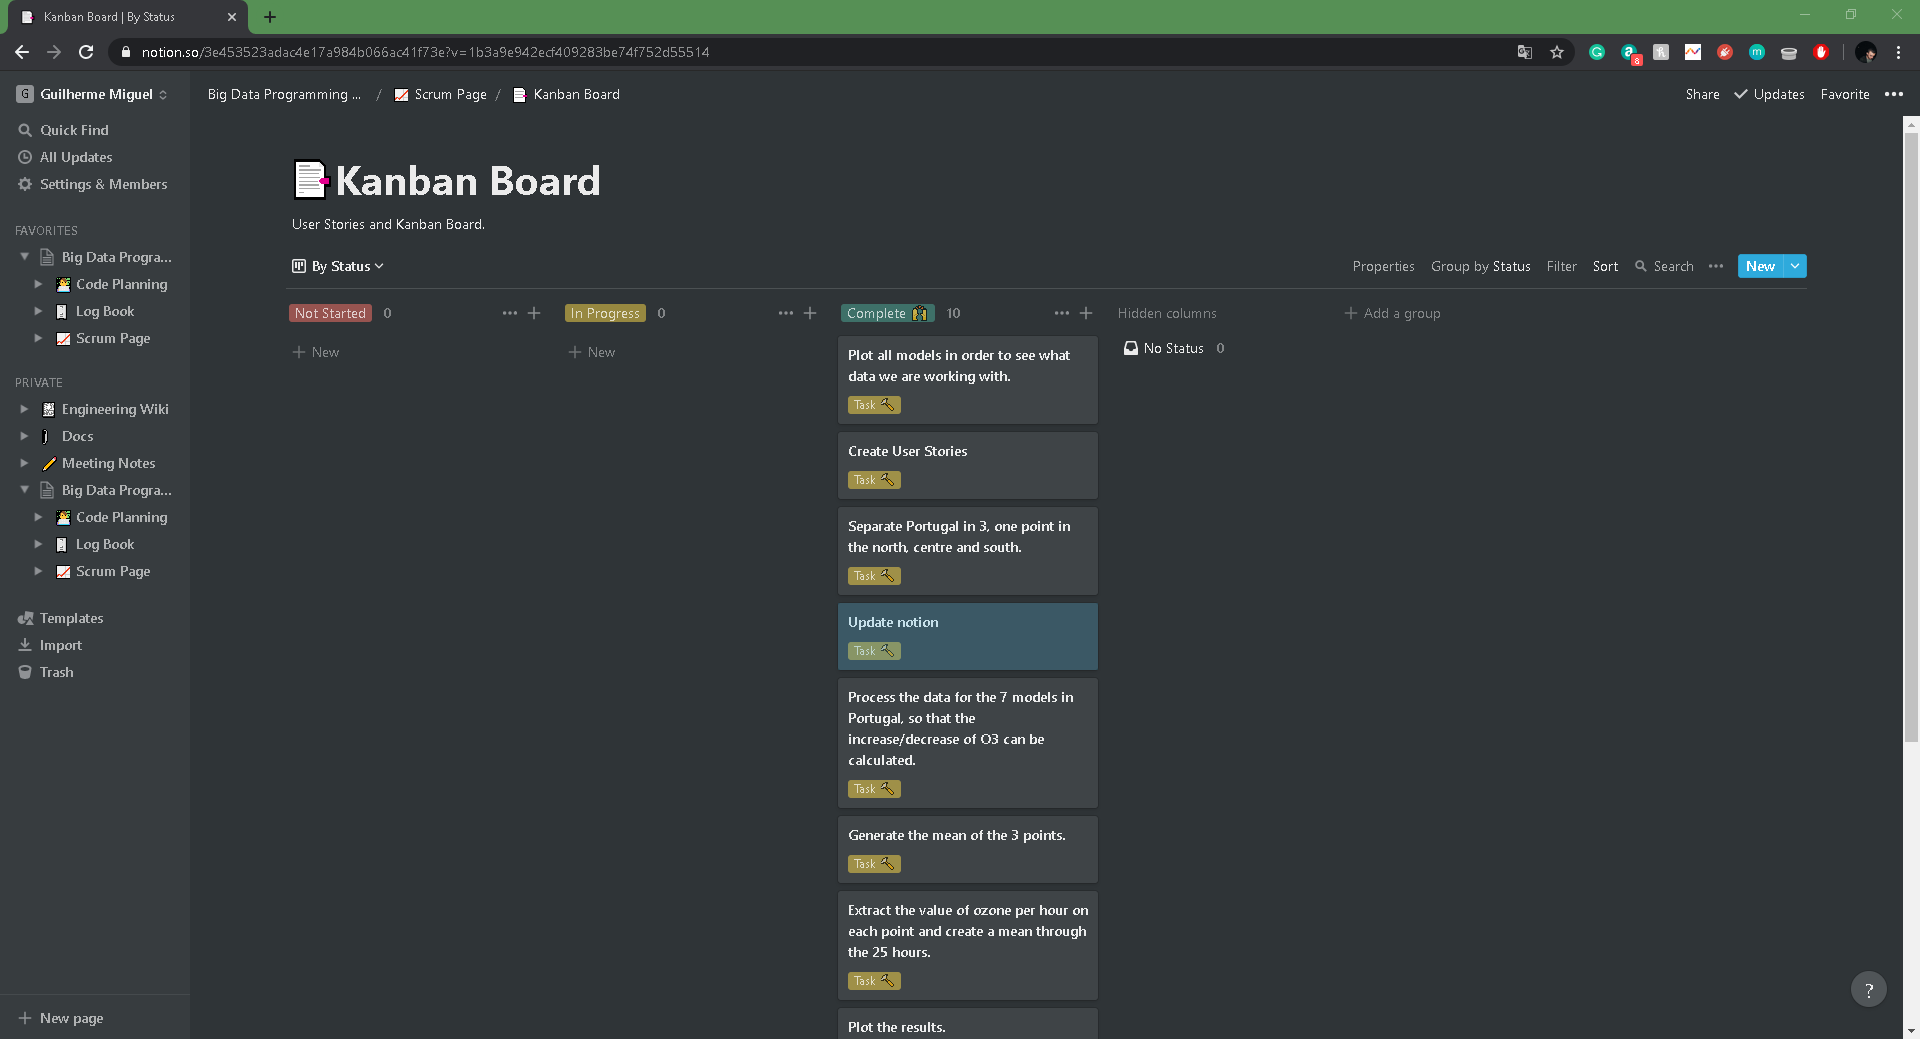 Kanban Board | By Status
notion.so/3e453523adac4e17a984b066ac41f73e?v=1b3a9e942ecf409283be74f752d55514
G Guilherme Miguel
Quick Find
All Updates
Settings & Members
FAVORITES
Big Data Progra...
Code Planning
Log Book
Scrum Page
PRIVATE
Engineering Wiki
Docs
Meeting Notes
Big Data Progra...
Code Planning
Log Book
Scrum Page
Templates
Import
Trash
New page
Big Data Programming ... / Scrum Page / Kanban Board
Share Updates Favorite
Kanban Board
User Stories and Kanban Board.
By Status
Properties Group by Status Filter Sort Search New
Not Started 0
New
In Progress 0
New
Complete 10
Plot all models in order to see what
data we are working with.
Task
Create User Stories
Task
Separate Portugal in 3, one point in
the north, centre and south.
Task
Update notion
Task
Process the data for the 7 models in
Portugal, so that the
increase/decrease of O3 can be
calculated.
Task
Generate the mean of the 3 points.
Task
Extract the value of ozone per hour on
each point and create a mean through
the 25 hours.
Task
Plot the results.
Hidden columns
No Status 0
Add a group
?